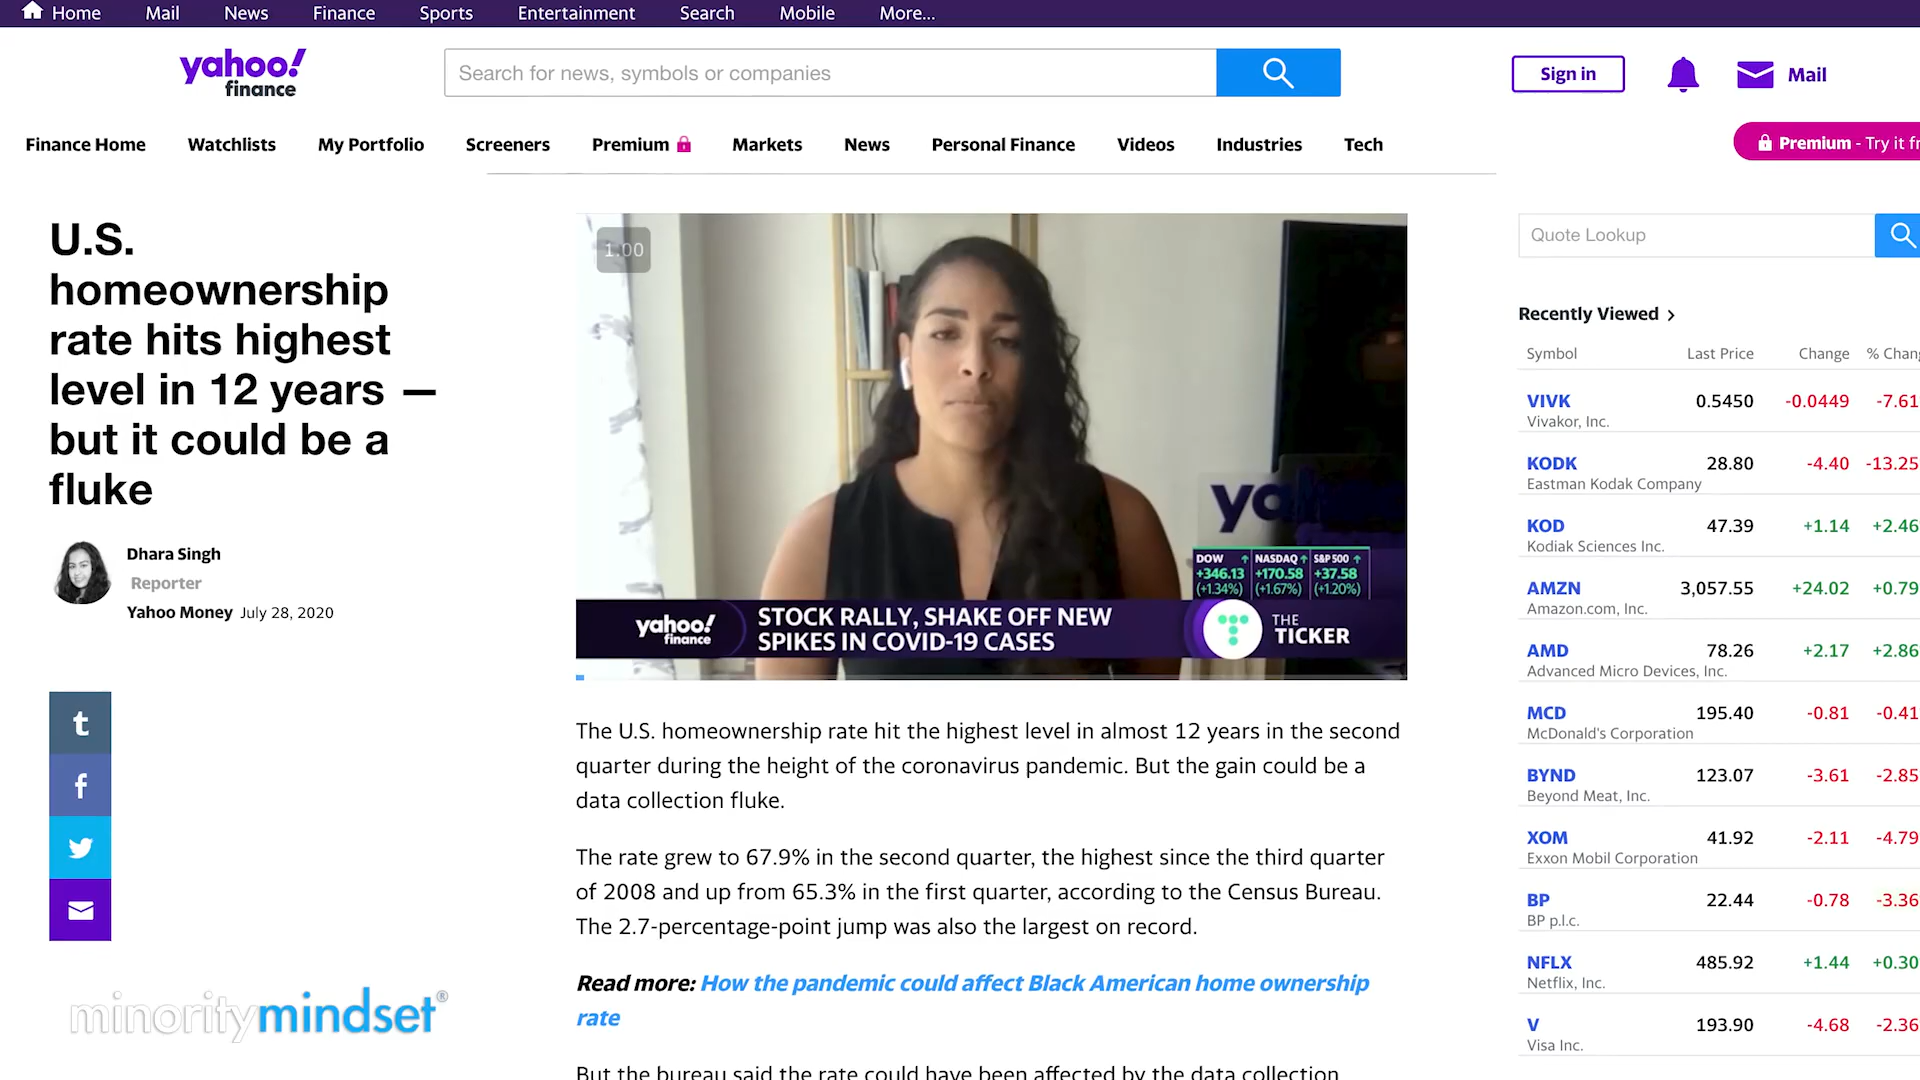 Home Mail News Finance Sports Entertainment Search Mobile More...
yahoo!
finance
Search for news, symbols or companies
Sign in
Mail
Finance Home Watchlists My Portfolio Screeners Premium Markets News Personal Finance Videos Industries Tech
Premium - Try it fr
U.S.
homeownership
rate hits highest
level in 12 years —
but it could be a
fluke
Dhara Singh
Reporter
Yahoo Money July 28, 2020
t
f
minoritymindset®
1.00
DOW NASDAQ S&P 500
+346.13 +170.58 +37.58
(+1.34%) (+1.67%) (+1.20%)
yahoo!
finance
STOCK RALLY, SHAKE OFF NEW
SPIKES IN COVID-19 CASES
THE
TICKER
The U.S. homeownership rate hit the highest level in almost 12 years in the second
quarter during the height of the coronavirus pandemic. But the gain could be a
data collection fluke.
The rate grew to 67.9% in the second quarter, the highest since the third quarter
of 2008 and up from 65.3% in the first quarter, according to the Census Bureau.
The 2.7-percentage-point jump was also the largest on record.
Read more: How the pandemic could affect Black American home ownership
rate
But the bureau said the rate could have been affected by the data collection
Quote Lookup
Recently Viewed
Symbol Last Price Change % Chang
VIVK 0.5450 -0.0449 -7.61
Vivakor, Inc.
KODK 28.80 -4.40 -13.25
Eastman Kodak Company
KOD 47.39 +1.14 +2.46
Kodiak Sciences Inc.
AMZN 3,057.55 +24.02 +0.79
Amazon.com, Inc.
AMD 78.26 +2.17 +2.86
Advanced Micro Devices, Inc.
MCD 195.40 -0.81 -0.41
McDonald's Corporation
BYND 123.07 -3.61 -2.85
Beyond Meat, Inc.
XOM 41.92 -2.11 -4.79
Exxon Mobil Corporation
BP 22.44 -0.78 -3.36
BP p.l.c.
NFLX 485.92 +1.44 +0.30
Netflix, Inc.
V 193.90 -4.68 -2.36
Visa Inc.